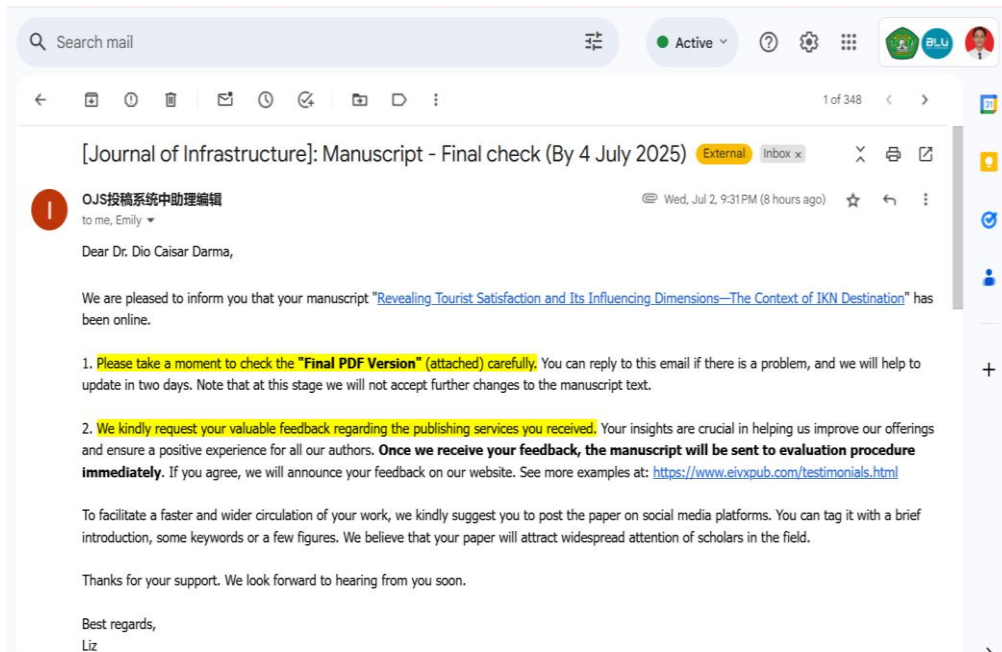 Search mail
Active
BLU
1 of 348
31
[Journal of Infrastructure]: Manuscript - Final check (By 4 July 2025) External Inbox x
OJS投稿系统中助理编辑
Wed, Jul 2, 9:31 PM (8 hours ago)
I
to me, Emily
Dear Dr. Dio Caisar Darma,
We are pleased to inform you that your manuscript "Revealing Tourist Satisfaction and Its Influencing Dimensions—The Context of IKN Destination" has
been online.
1. Please take a moment to check the "Final PDF Version" (attached) carefully. You can reply to this email if there is a problem, and we will help to
update in two days. Note that at this stage we will not accept further changes to the manuscript text.
2. We kindly request your valuable feedback regarding the publishing services you received. Your insights are crucial in helping us improve our offerings
and ensure a positive experience for all our authors. Once we receive your feedback, the manuscript will be sent to evaluation procedure
immediately. If you agree, we will announce your feedback on our website. See more examples at: https://www.eivxpub.com/testimonials.html
To facilitate a faster and wider circulation of your work, we kindly suggest you to post the paper on social media platforms. You can tag it with a brief
introduction, some keywords or a few figures. We believe that your paper will attract widespread attention of scholars in the field.
Thanks for your support. We look forward to hearing from you soon.
Best regards,
Liz